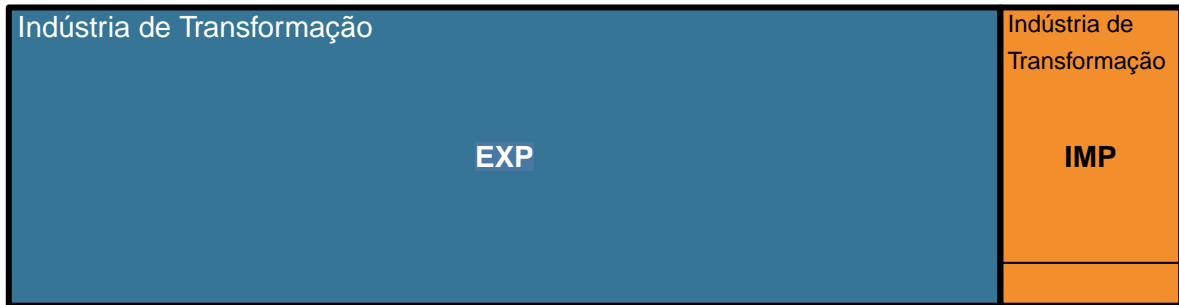 Indústria de Transformação
EXP
Indústria de
Transformação
IMP